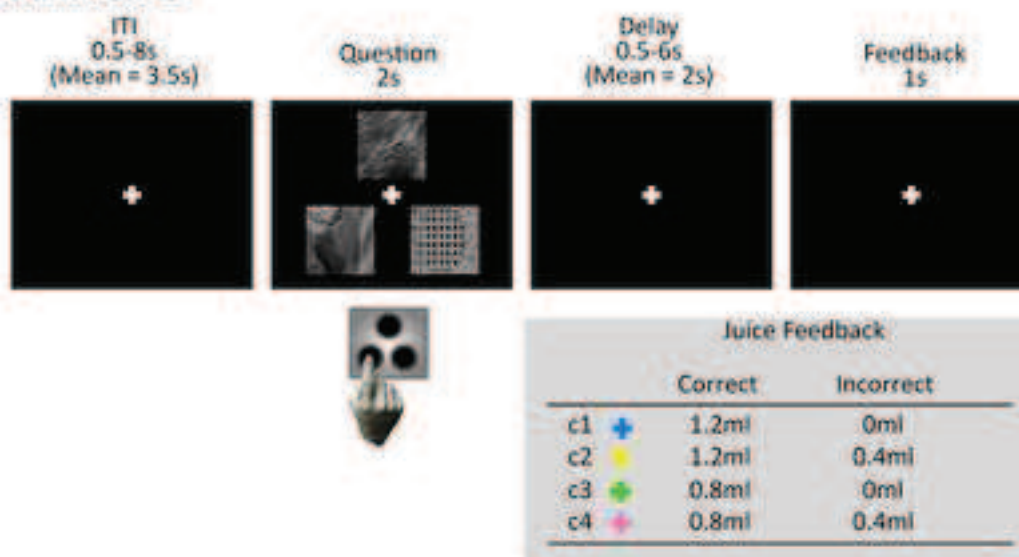 ITI
0.5-8s
(Mean = 3.5s)
Question
2s
Delay
0.5-6s
(Mean = 2s)
Feedback
1s
Juice Feedback
Correct Incorrect
c1 1.2ml 0ml
c2 1.2ml 0.4ml
c3 0.8ml 0ml
c4 0.8ml 0.4ml